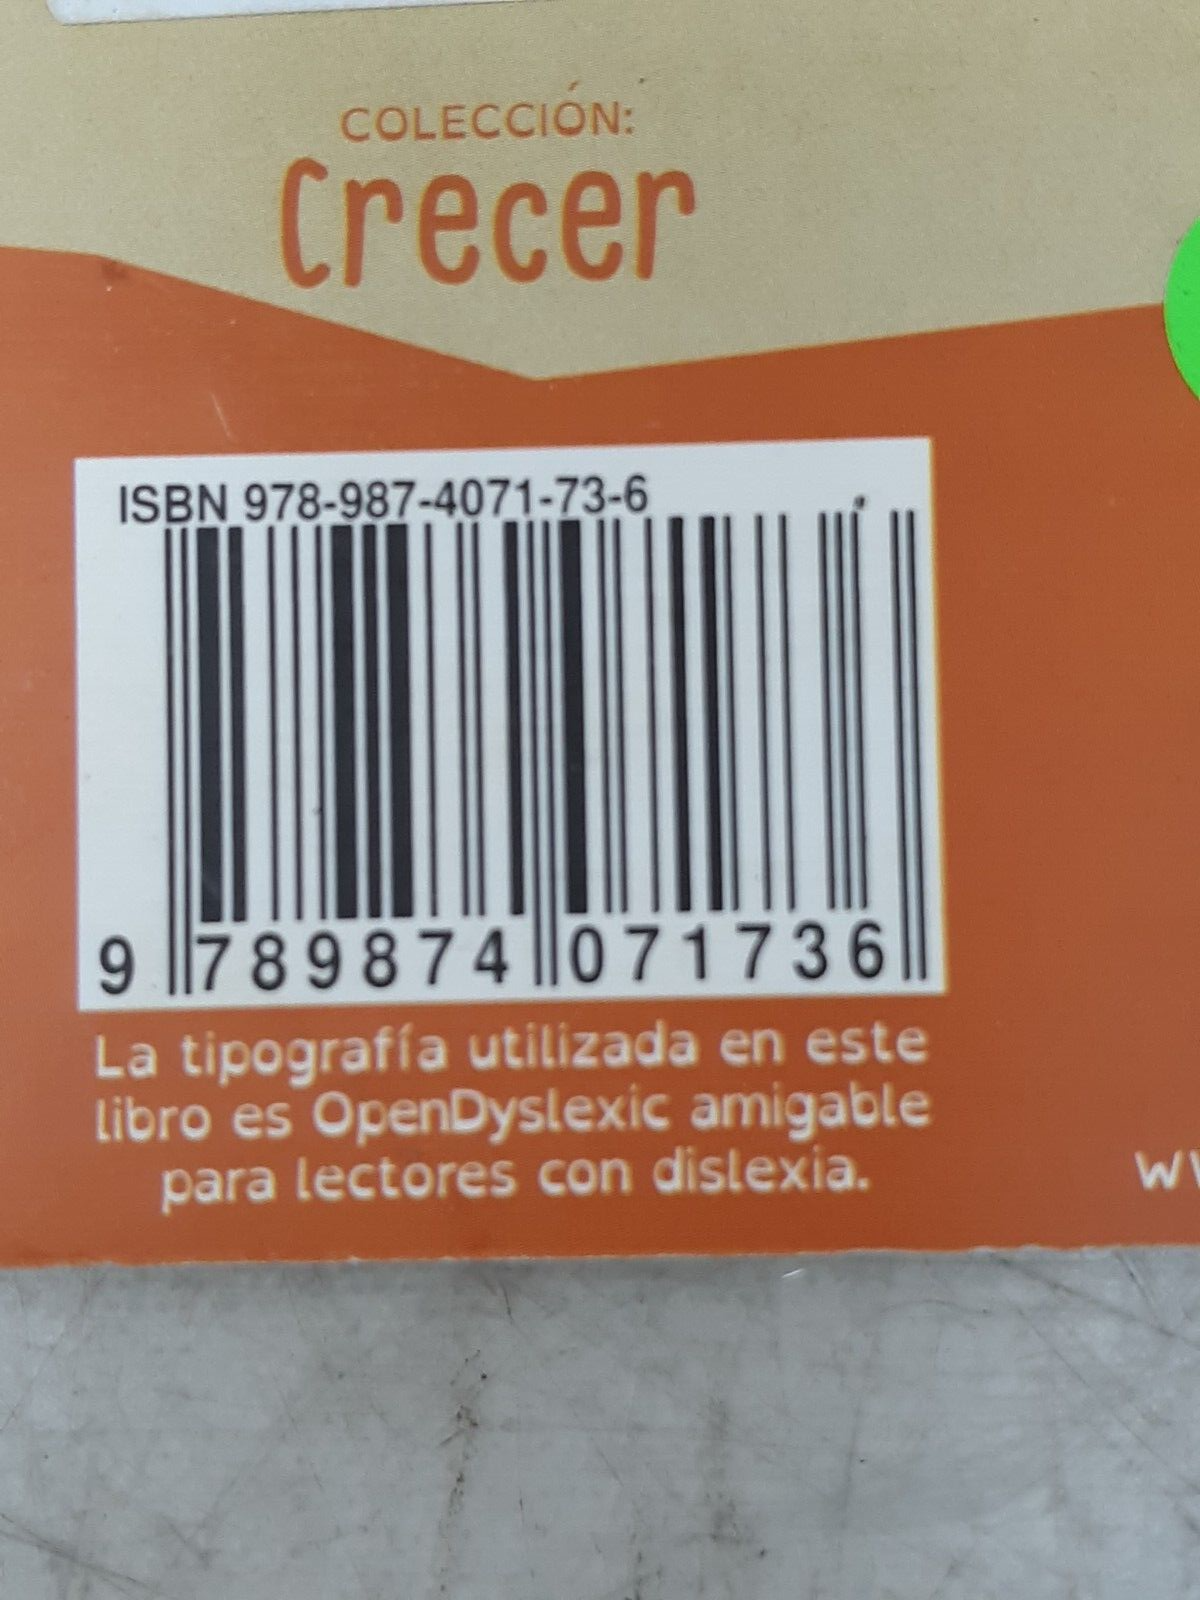 COLECCIÓN:
Crecer
ISBN 978-987-4071-73-6
9 789874 071736
La tipografía utilizada en este
libro es OpenDyslexic amigable
para lectores con dislexia.